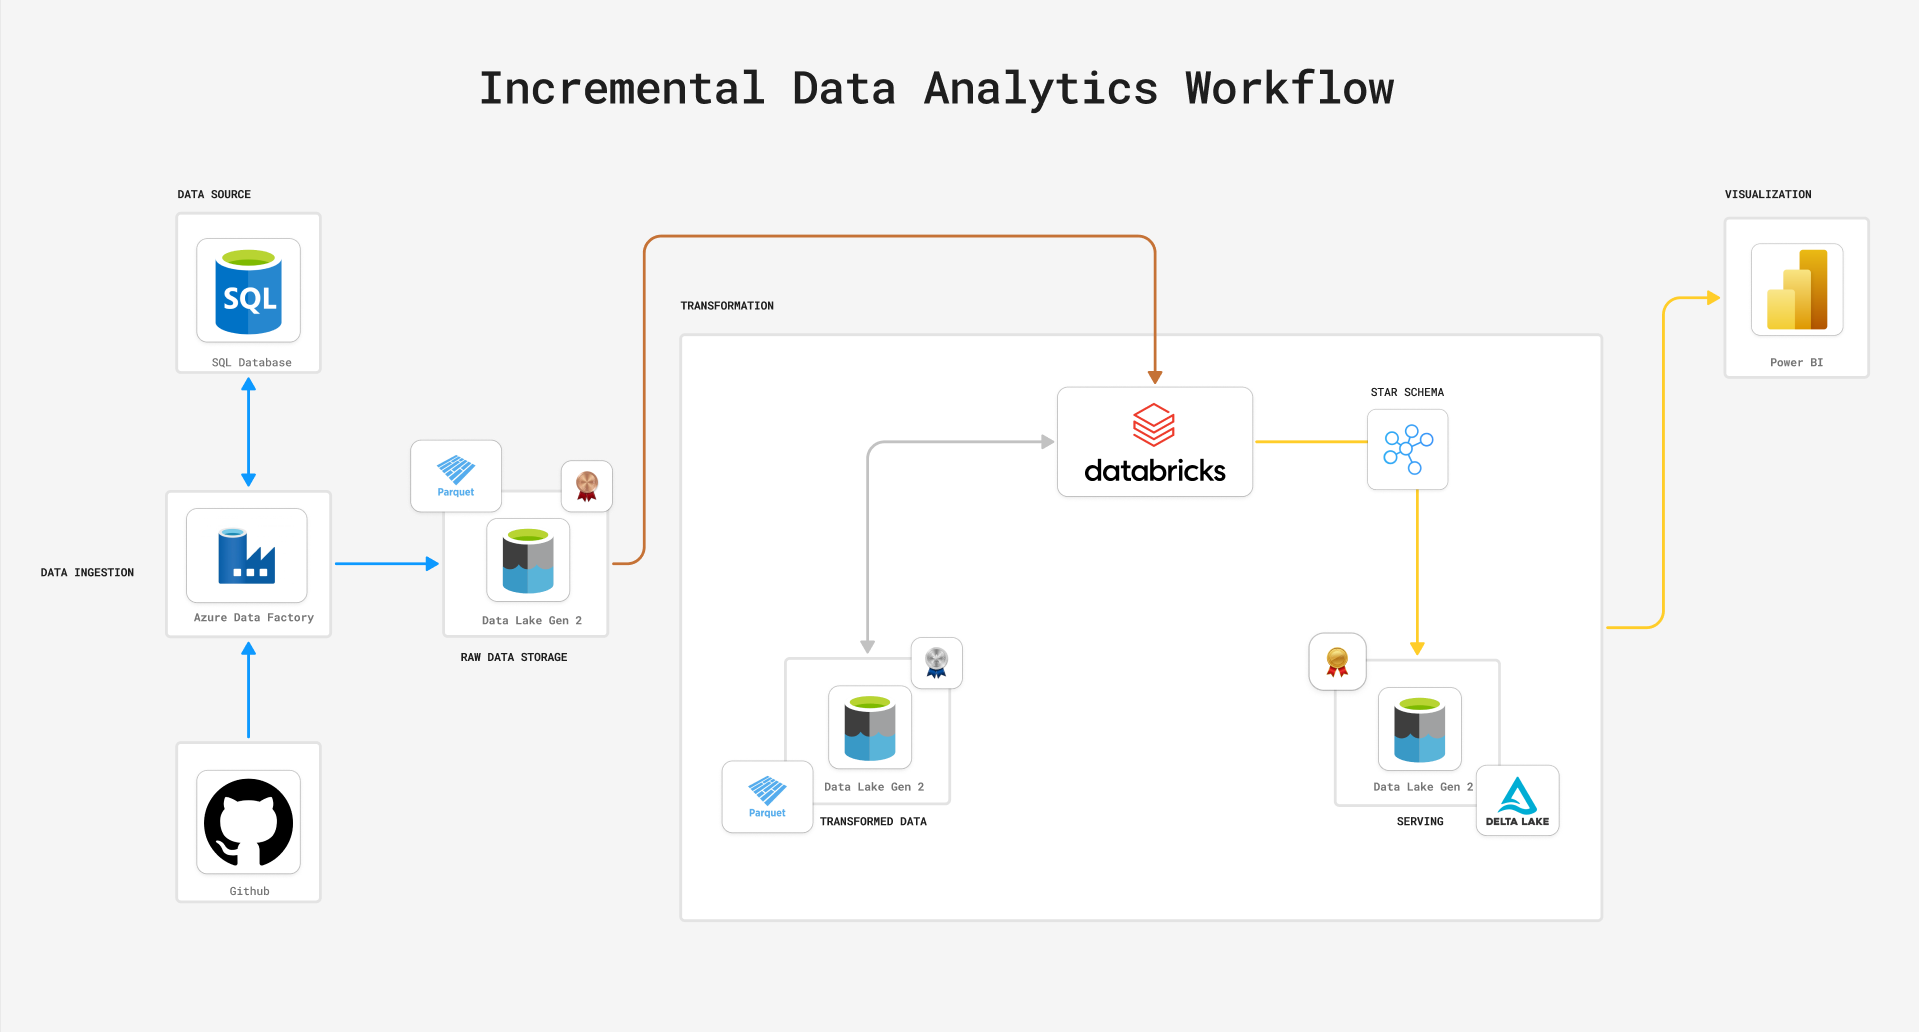 Incremental Data Analytics Workflow
DATA SOURCE
SQL
SQL Database
DATA INGESTION
Azure Data Factory
Github
Parquet
Data Lake Gen 2
RAW DATA STORAGE
TRANSFORMATION
databricks
STAR SCHEMA
Data Lake Gen 2
Parquet
TRANSFORMED DATA
Data Lake Gen 2
DELTA LAKE
SERVING
VISUALIZATION
Power BI